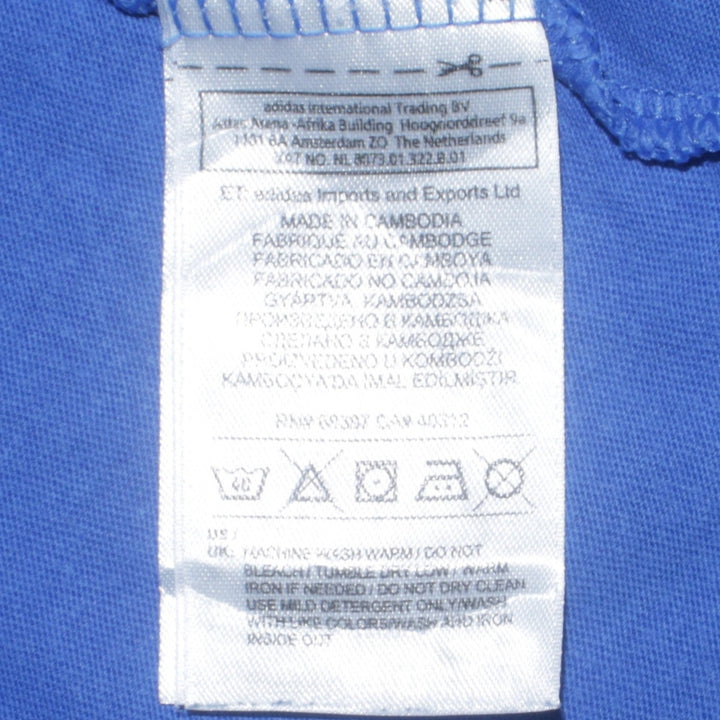 adidas International Trading BV
Atlas Arena -Afrika Building Hoogoorddreef 9a
1101 BA Amsterdam ZO The Netherlands
VAT NO. NL 8073.01.322.B.01
ET: adidas Imports and Exports Ltd
MADE IN CAMBODIA
FABRIQUÉ AU CAMBODGE
FABRICADO EN CAMBOYA
FABRICADO NO CAMBOJA
GYÁRTVA: KAMBODZSA
ПРОИЗВЕДЕНО В КАМБОДЖА
СДЕЛАНО В КАМБОДЖЕ
PROIZVEDENO U KOMBODŽI
KAMBOÇYA'DA IMAL EDİLMİŞTİR
RN# 88387 CA# 40312
40
US /
UK: MACHINE WASH WARM / DO NOT
BLEACH / TUMBLE DRY LOW / WARM
IRON IF NEEDED / DO NOT DRY CLEAN
USE MILD DETERGENT ONLY/WASH
WITH LIKE COLORS/WASH AND IRON
INSIDE OUT